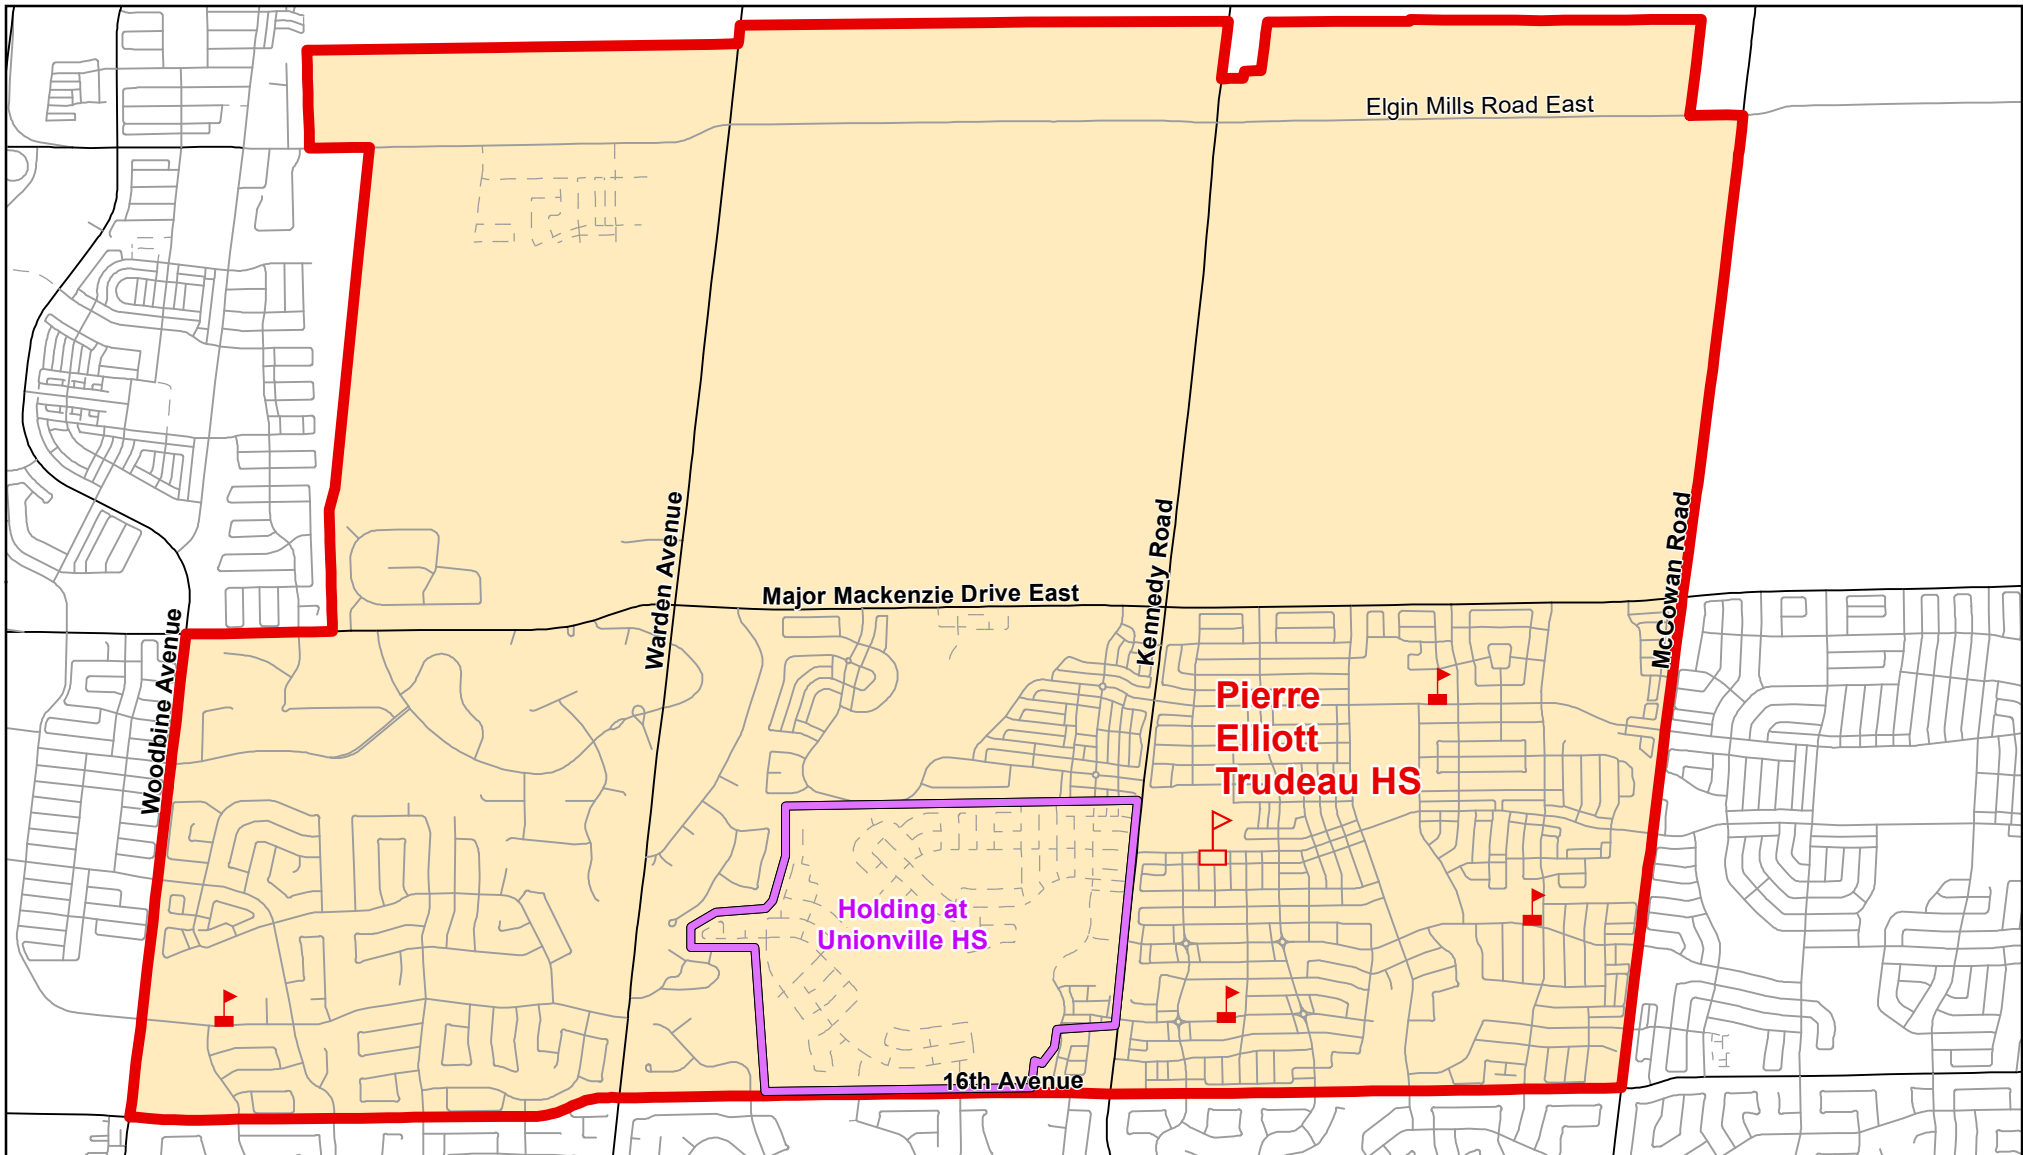 Elgin Mills Road East
Warden Avenue
Kennedy Road
McCowan Road
Major Mackenzie Drive East
Woodbine Avenue
Pierre
Elliott
Trudeau HS
Holding at
Unionville HS
16th Avenue